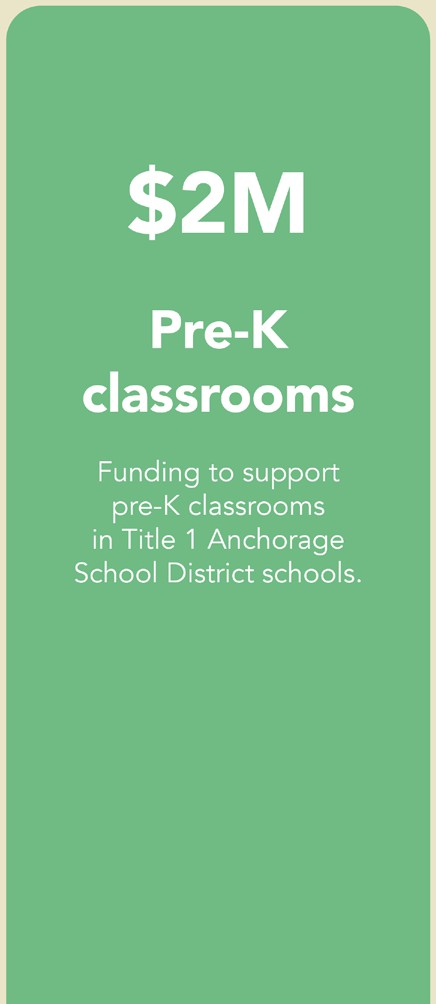 $2M
Pre-K
classrooms
Funding to support
pre-K classrooms
in Title 1 Anchorage
School District schools.